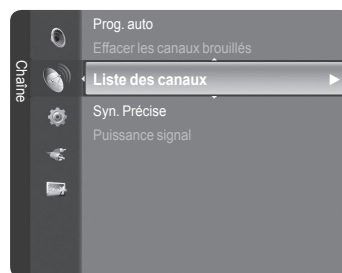 Chaîne
Prog. auto
Effacer les canaux brouillés
Liste des canaux
Syn. Précise
Puissance signal